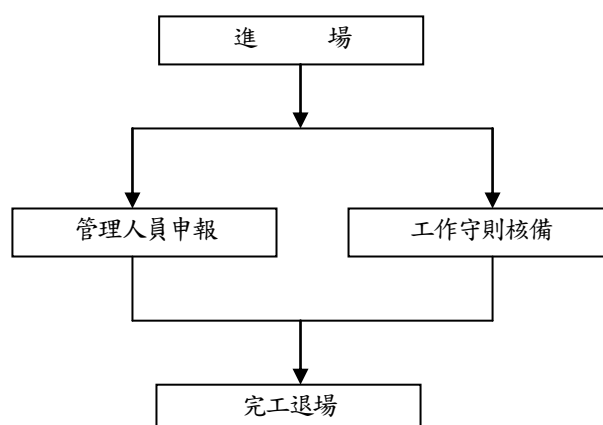 進 場
管理人員申報
工作守則核備
完工退場